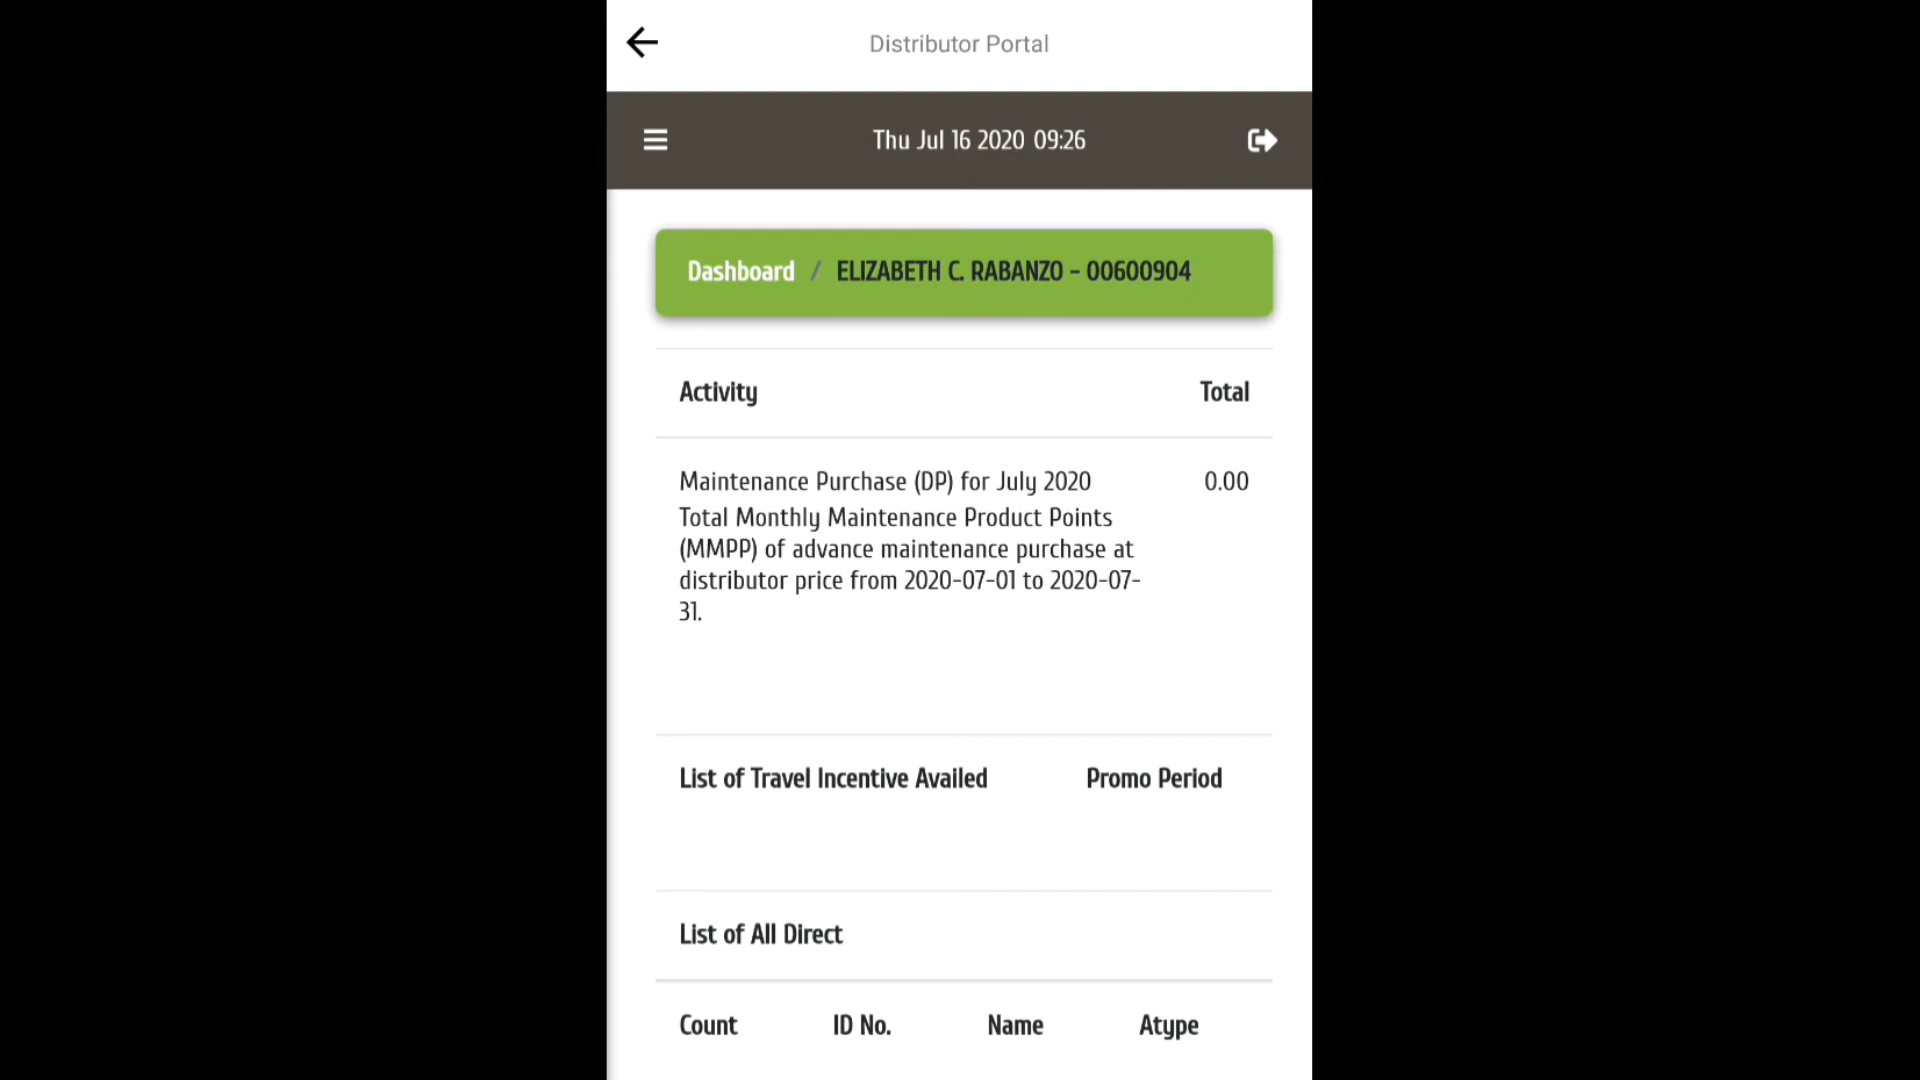 Distributor Portal
Thu Jul 16 2020 09:26
Dashboard / ELIZABETH C. RABANZO - 00600904
Activity Total
Maintenance Purchase (DP) for July 2020 0.00
Total Monthly Maintenance Product Points
(MMPP) of advance maintenance purchase at
distributor price from 2020-07-01 to 2020-07-
31.
List of Travel Incentive Availed Promo Period
List of All Direct
Count ID No. Name Atype